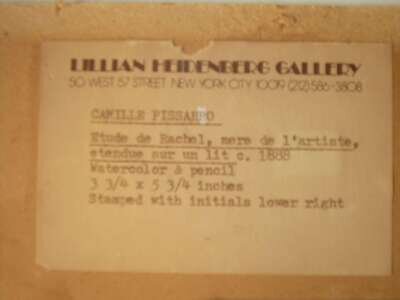 LILLIAN HEIDENBERG GALLERY
50 WEST 57 STREET NEW YORK CITY 10019 (212) 586-3808
CAMILLE PISSARRO
Etude de Rachel, mere de l'artiste,
etendue sur un lit c. 1888
Watercolor & pencil
3 3/4 x 5 3/4 inches
Stamped with initials lower right